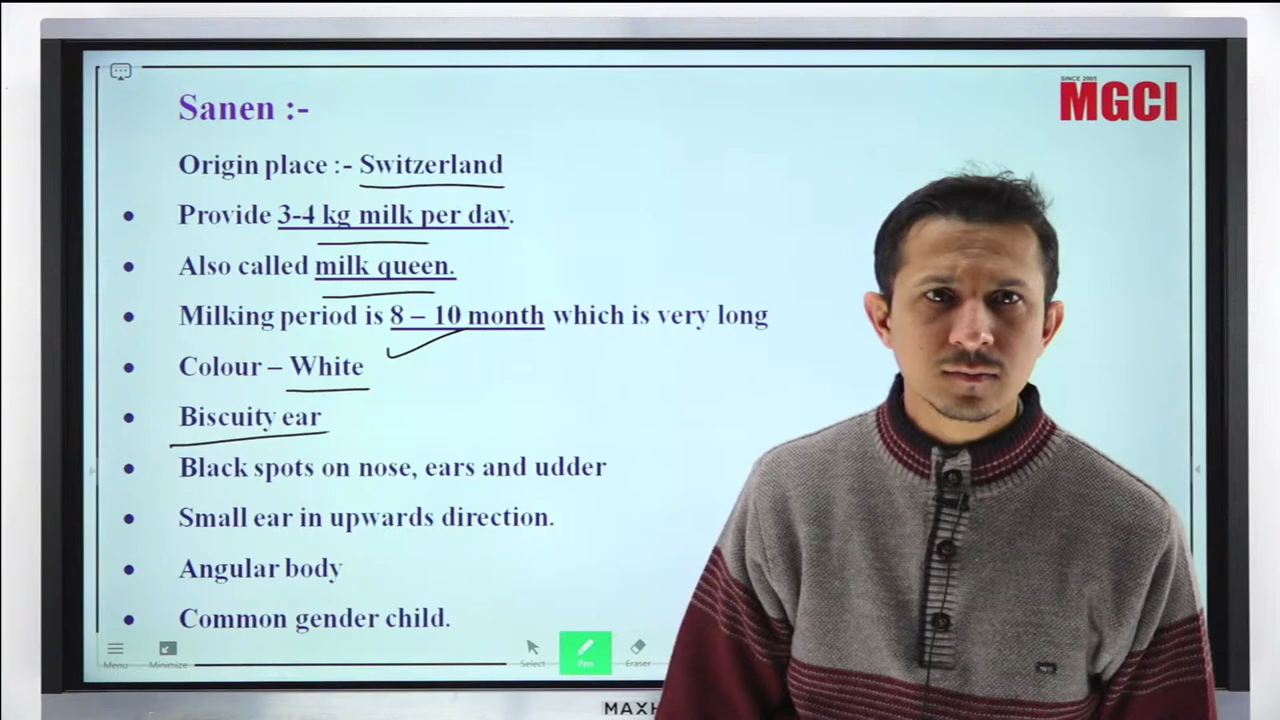 SINCE 2005
MGCI
Sanen :-
Origin place :- Switzerland
• Provide 3-4 kg milk per day.
• Also called milk queen.
• Milking period is 8 – 10 month which is very long
• Colour – White
• Biscuity ear
• Black spots on nose, ears and udder
• Small ear in upwards direction.
• Angular body
• Common gender child.
Menu
Minimize
Select
Pen
Eraser